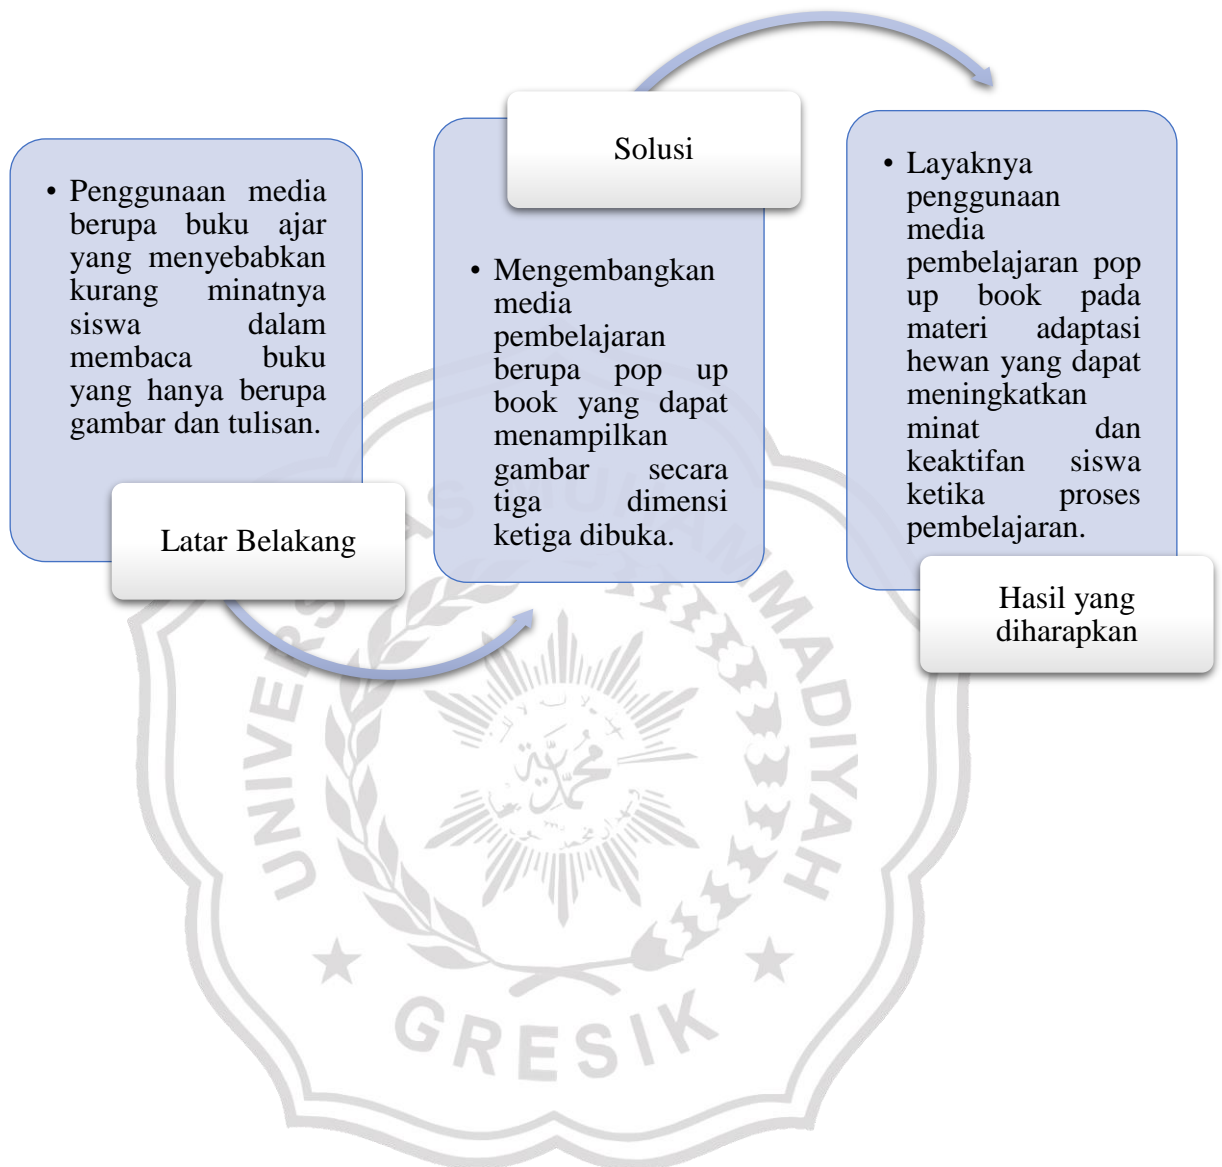 • Penggunaan media
berupa buku ajar
yang menyebabkan
kurang minatnya
siswa dalam
membaca buku
yang hanya berupa
gambar dan tulisan.
Latar Belakang
Solusi
• Mengembangkan
media
pembelajaran
berupa pop up
book yang dapat
menampilkan
gambar secara
tiga dimensi
ketiga dibuka.
• Layaknya
penggunaan
media
pembelajaran pop
up book pada
materi adaptasi
hewan yang dapat
meningkatkan
minat dan
keaktifan siswa
ketika proses
pembelajaran.
Hasil yang
diharapkan
GRESIK